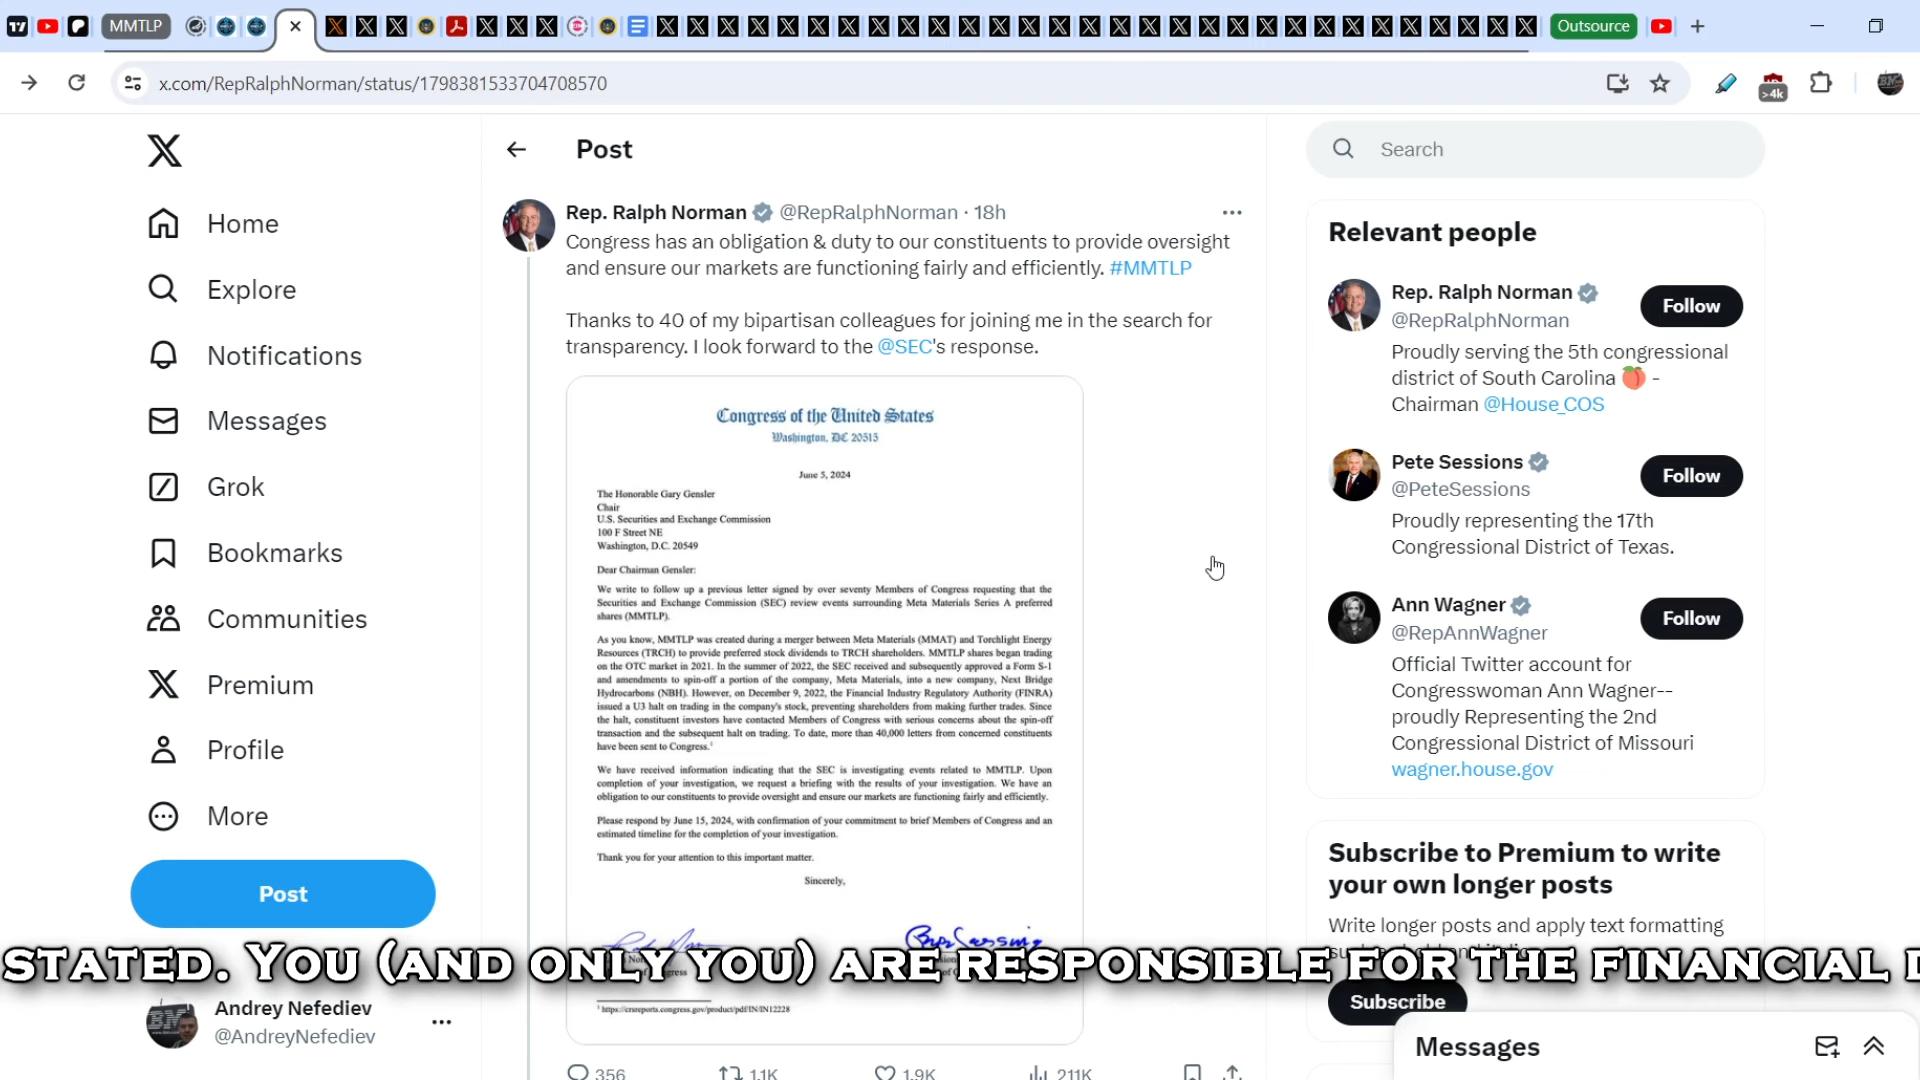 MMTLP
Outsource
x.com/RepRalphNorman/status/1798381533704708570
>4k
Home
Explore
Notifications
Messages
Grok
Bookmarks
Communities
Premium
Profile
More
Post
Andrey Nefediev
@AndreyNefediev
Post
Rep. Ralph Norman @RepRalphNorman · 18h
Congress has an obligation & duty to our constituents to provide oversight
and ensure our markets are functioning fairly and efficiently. #MMTLP
Thanks to 40 of my bipartisan colleagues for joining me in the search for
transparency. I look forward to the @SEC's response.
Congress of the United States
Washington, DC 20515
June 5, 2024
The Honorable Gary Gensler
Chair
U.S. Securities and Exchange Commission
100 F Street NE
Washington, D.C. 20549
Dear Chairman Gensler:
We write to follow up a previous letter signed by over seventy Members of Congress requesting that the
Securities and Exchange Commission (SEC) review events surrounding Meta Materials Series A preferred
shares (MMTLP).
As you know, MMTLP was created during a merger between Meta Materials (MMAT) and Torchlight Energy
Resources (TRCH) to provide preferred stock dividends to TRCH shareholders. MMTLP shares began trading
on the OTC market in 2021. In the summer of 2022, the SEC received and subsequently approved a Form S-1
and amendments to spin-off a portion of the company, Meta Materials, into a new company, Next Bridge
Hydrocarbons (NBH). However, on December 9, 2022, the Financial Industry Regulatory Authority (FINRA)
issued a U3 halt on trading in the company's stock, preventing shareholders from making further trades. Since
the halt, constituent investors have contacted Members of Congress with serious concerns about the spin-off
transaction and the subsequent halt on trading. To date, more than 40,000 letters from concerned constituents
have been sent to Congress.¹
We have received information indicating that the SEC is investigating events related to MMTLP. Upon
completion of your investigation, we request a briefing with the results of your investigation. We have an
obligation to our constituents to provide oversight and ensure our markets are functioning fairly and efficiently.
Please respond by June 15, 2024, with confirmation of your commitment to brief Members of Congress and an
estimated timeline for the completion of your investigation.
Thank you for your attention to this important matter.
Sincerely,
¹ https://crsreports.congress.gov/product/pdf/IN/IN12228
356 1.1K 1.9K 211K
Search
Relevant people
Rep. Ralph Norman
@RepRalphNorman
Follow
Proudly serving the 5th congressional
district of South Carolina 🍑 -
Chairman @House_COS
Pete Sessions
@PeteSessions
Follow
Proudly representing the 17th
Congressional District of Texas.
Ann Wagner
@RepAnnWagner
Follow
Official Twitter account for
Congresswoman Ann Wagner--
proudly Representing the 2nd
Congressional District of Missouri
wagner.house.gov
Subscribe to Premium to write
your own longer posts
Write longer posts and apply text formatting
Subscribe
Messages
STATED. YOU (AND ONLY YOU) ARE RESPONSIBLE FOR THE FINANCIAL D